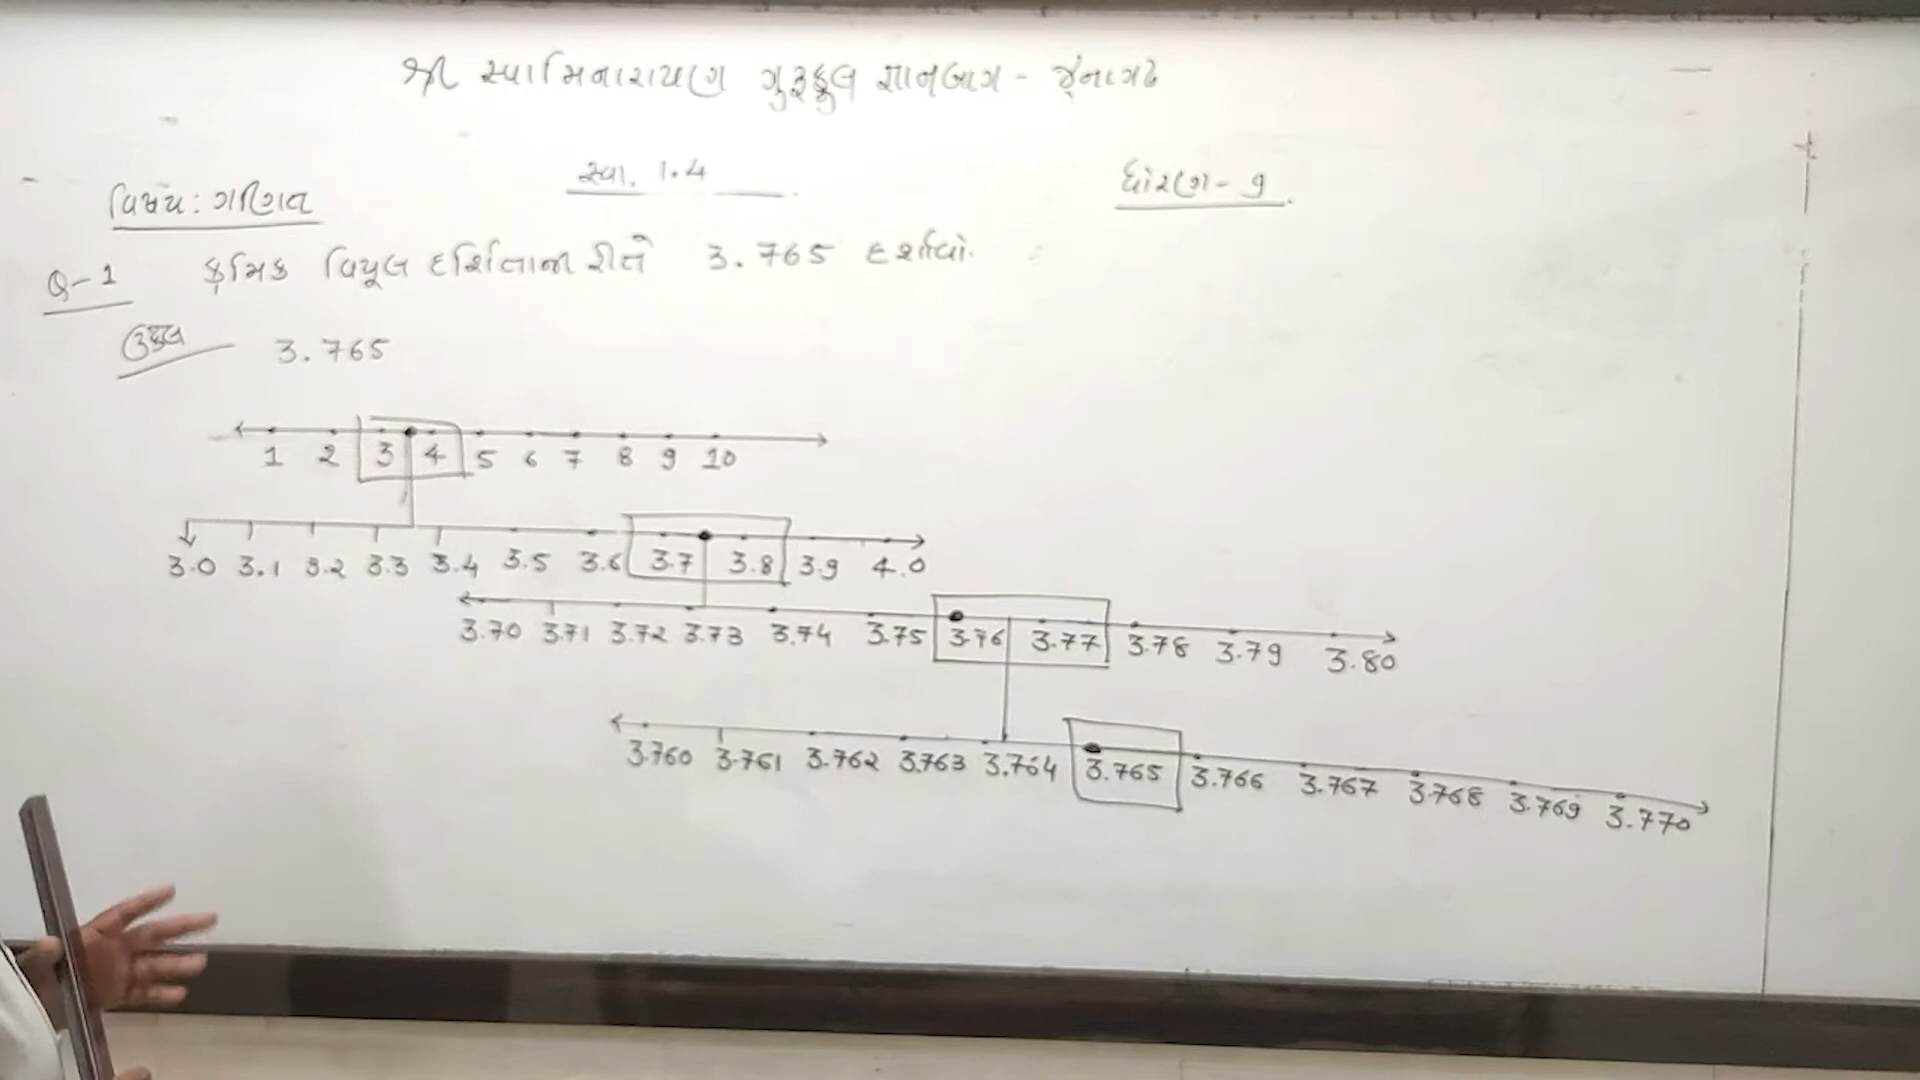 શ્રી સ્વામિનારાયણ ગુરુકુલ જ્ઞાનબાગ - જૂનાગઢ
વિષય : ગણિત સ્વા. 1.4 ધોરણ - 9
Q-1 ક્રમિક વિપુલ દર્શિતાની રીતે 3.765 દર્શાવો.
ઉકેલ 3.765
1 2 3 4 5 6 7 8 9 10
3.0 3.1 3.2 3.3 3.4 3.5 3.6 3.7 3.8 3.9 4.0
3.70 3.71 3.72 3.73 3.74 3.75 3.76 3.77 3.78 3.79 3.80
3.760 3.761 3.762 3.763 3.764 3.765 3.766 3.767 3.768 3.769 3.770